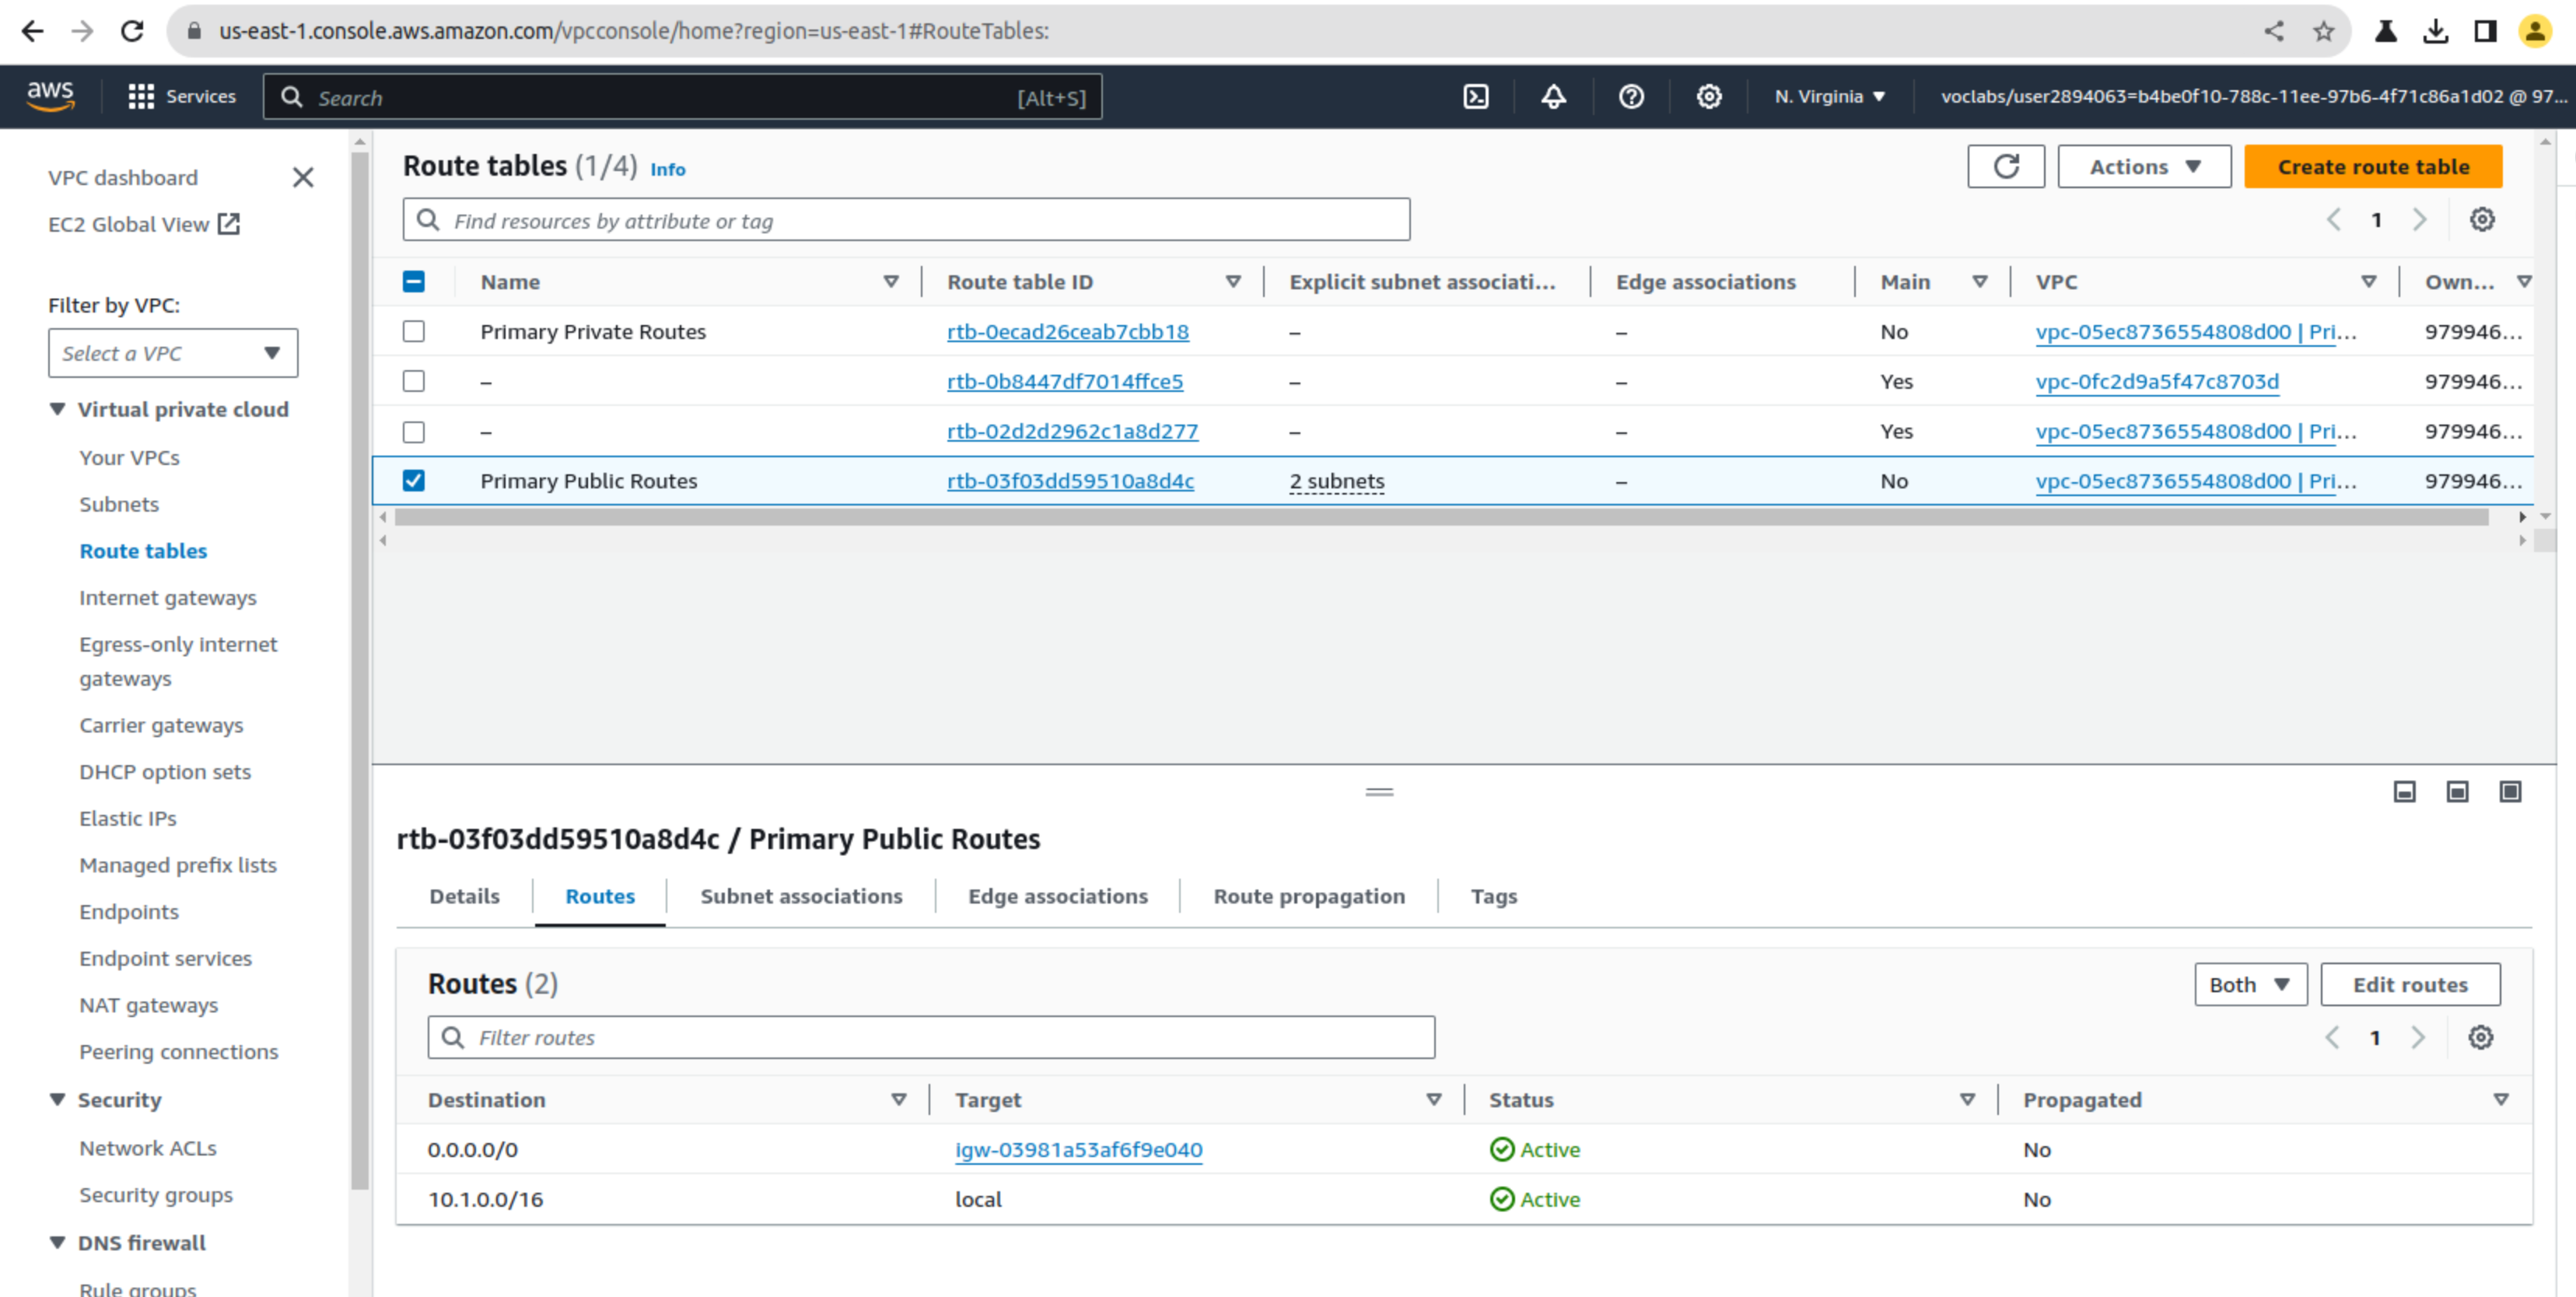 us-east-1.console.aws.amazon.com/vpcconsole/home?region=us-east-1#RouteTables:
aws
Services
Search
[Alt+S]
N. Virginia
voclabs/user2894063=b4be0f10-788c-11ee-97b6-4f71c86a1d02 @ 97...
VPC dashboard
EC2 Global View
Filter by VPC:
Select a VPC
Virtual private cloud
Your VPCs
Subnets
Route tables
Internet gateways
Egress-only internet
gateways
Carrier gateways
DHCP option sets
Elastic IPs
Managed prefix lists
Endpoints
Endpoint services
NAT gateways
Peering connections
Security
Network ACLs
Security groups
DNS firewall
Rule groups
Route tables (1/4) Info
Actions
Create route table
Find resources by attribute or tag
1
Name Route table ID Explicit subnet associati... Edge associations Main VPC Own...
Primary Private Routes rtb-0ecad26ceab7cbb18 – – No vpc-05ec8736554808d00 | Pri... 979946...
– rtb-0b8447df7014ffce5 – – Yes vpc-0fc2d9a5f47c8703d 979946...
– rtb-02d2d2962c1a8d277 – – Yes vpc-05ec8736554808d00 | Pri... 979946...
Primary Public Routes rtb-03f03dd59510a8d4c 2 subnets – No vpc-05ec8736554808d00 | Pri... 979946...
rtb-03f03dd59510a8d4c / Primary Public Routes
Details Routes Subnet associations Edge associations Route propagation Tags
Routes (2)
Both
Edit routes
Filter routes
1
Destination Target Status Propagated
0.0.0.0/0 igw-03981a53af6f9e040 Active No
10.1.0.0/16 local Active No